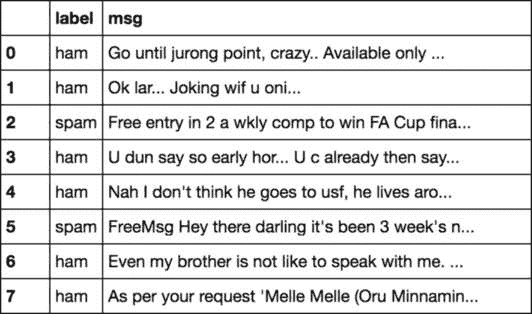 label msg
0 ham Go until jurong point, crazy.. Available only ...
1 ham Ok lar... Joking wif u oni...
2 spam Free entry in 2 a wkly comp to win FA Cup fina...
3 ham U dun say so early hor... U c already then say...
4 ham Nah I don't think he goes to usf, he lives aro...
5 spam FreeMsg Hey there darling it's been 3 week's n...
6 ham Even my brother is not like to speak with me. ...
7 ham As per your request 'Melle Melle (Oru Minnamin...